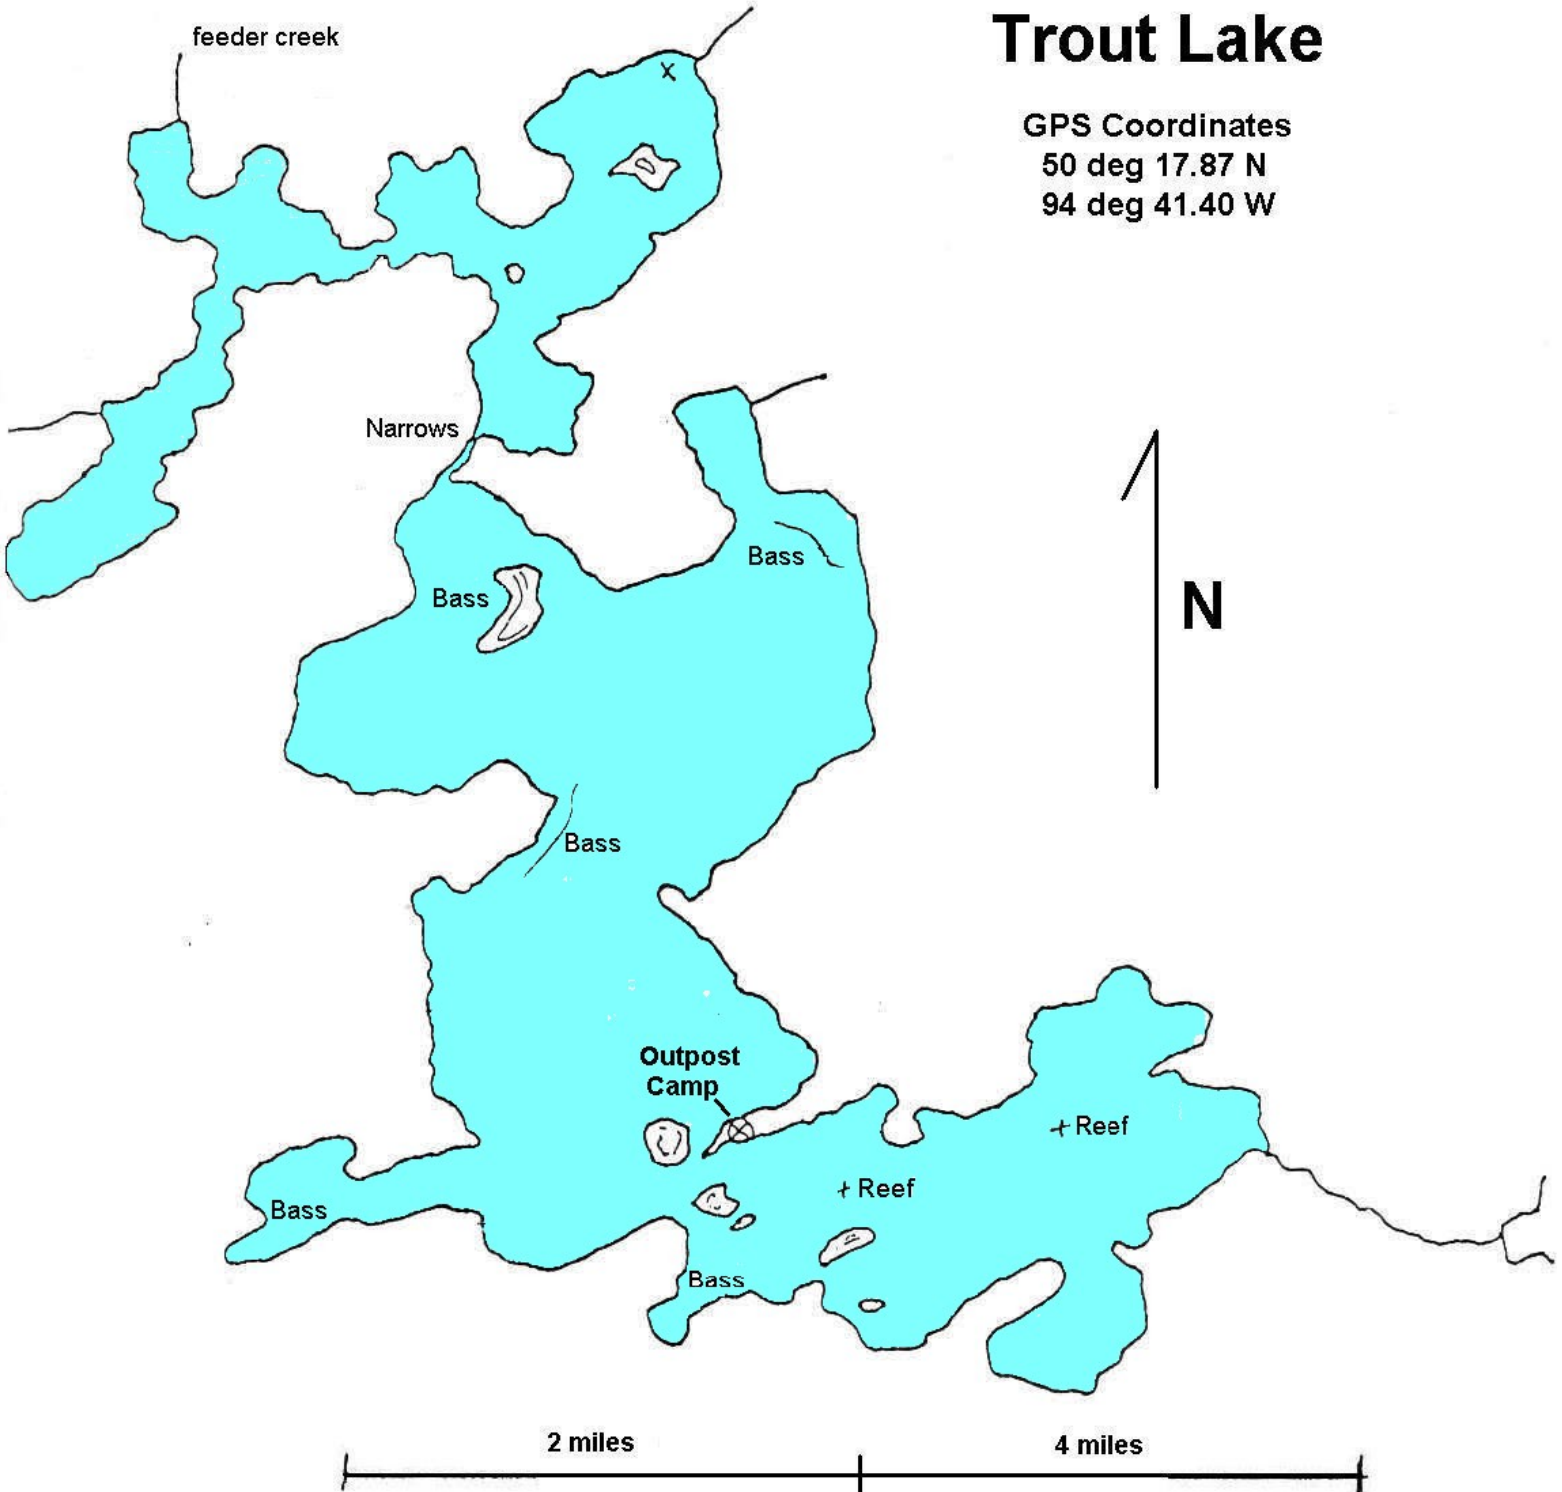 Trout Lake
feeder creek
X
GPS Coordinates
50 deg 17.87 N
94 deg 41.40 W
Narrows
Bass
Bass
N
Bass
Outpost
Camp
Reef
Reef
Bass
Bass
2 miles
4 miles